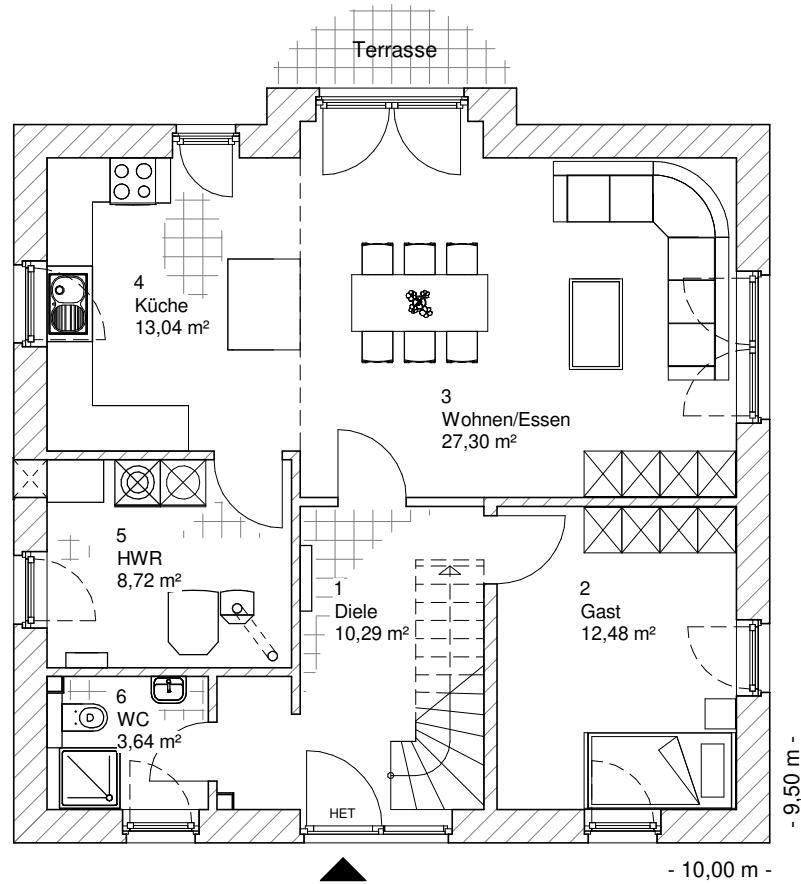 Terrasse
4
Küche
13,04 m²
3
Wohnen/Essen
27,30 m²
5
HWR
8,72 m²
1
Diele
10,29 m²
2
Gast
12,48 m²
6
WC
3,64 m²
HET
- 9,50 m -
- 10,00 m -